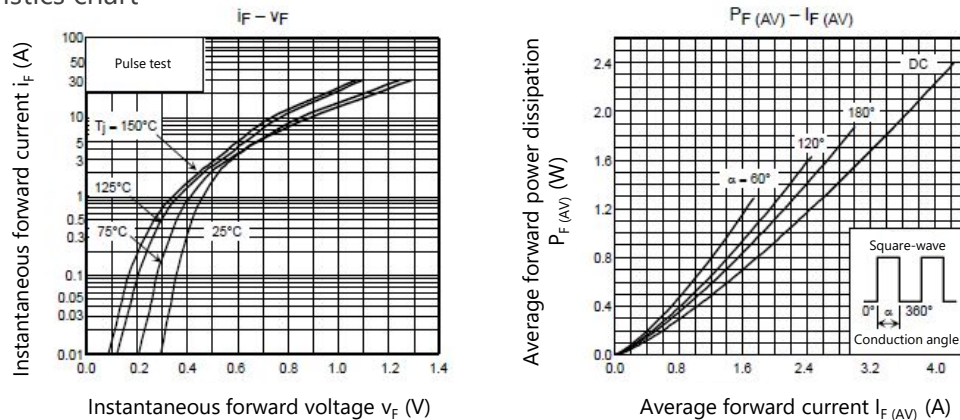 istics chart
iF – vF
100
50
30
10
5
3
1
0.5
0.3
0.1
0.05
0.03
0.01
Instantaneous forward current iF (A)
Pulse test
Tj – 150°C
125°C
75°C
25°C
0.0 0.2 0.4 0.6 0.8 1.0 1.2 1.4
Instantaneous forward voltage vF (V)
PF (AV) – IF (AV)
2.4
2.0
1.6
1.2
0.8
0.4
0.0
Average forward power dissipation
PF (AV) (W)
DC
180°
120°
α – 60°
Square-wave
0° α 360°
Conduction angle
0.0 0.8 1.6 2.4 3.2 4.0
Average forward current IF (AV) (A)